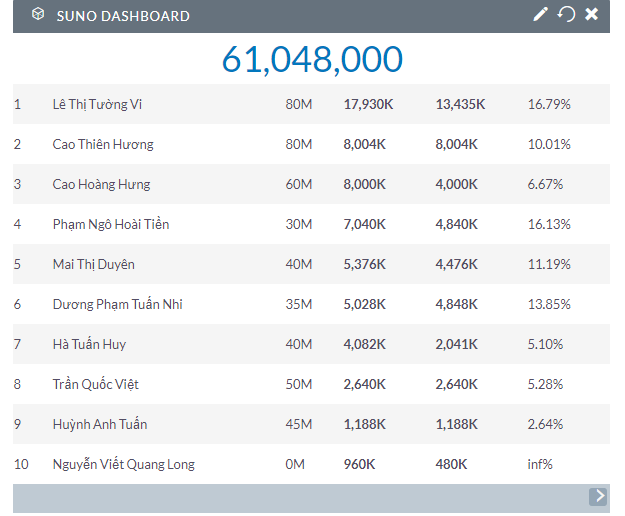 SUNO DASHBOARD
61,048,000
1 Lê Thị Tường Vi 80M 17,930K 13,435K 16.79%
2 Cao Thiên Hương 80M 8,004K 8,004K 10.01%
3 Cao Hoàng Hưng 60M 8,000K 4,000K 6.67%
4 Phạm Ngô Hoài Tiền 30M 7,040K 4,840K 16.13%
5 Mai Thị Duyên 40M 5,376K 4,476K 11.19%
6 Dương Phạm Tuấn Nhi 35M 5,028K 4,848K 13.85%
7 Hà Tuấn Huy 40M 4,082K 2,041K 5.10%
8 Trần Quốc Việt 50M 2,640K 2,640K 5.28%
9 Huỳnh Anh Tuấn 45M 1,188K 1,188K 2.64%
10 Nguyễn Viết Quang Long 0M 960K 480K inf%